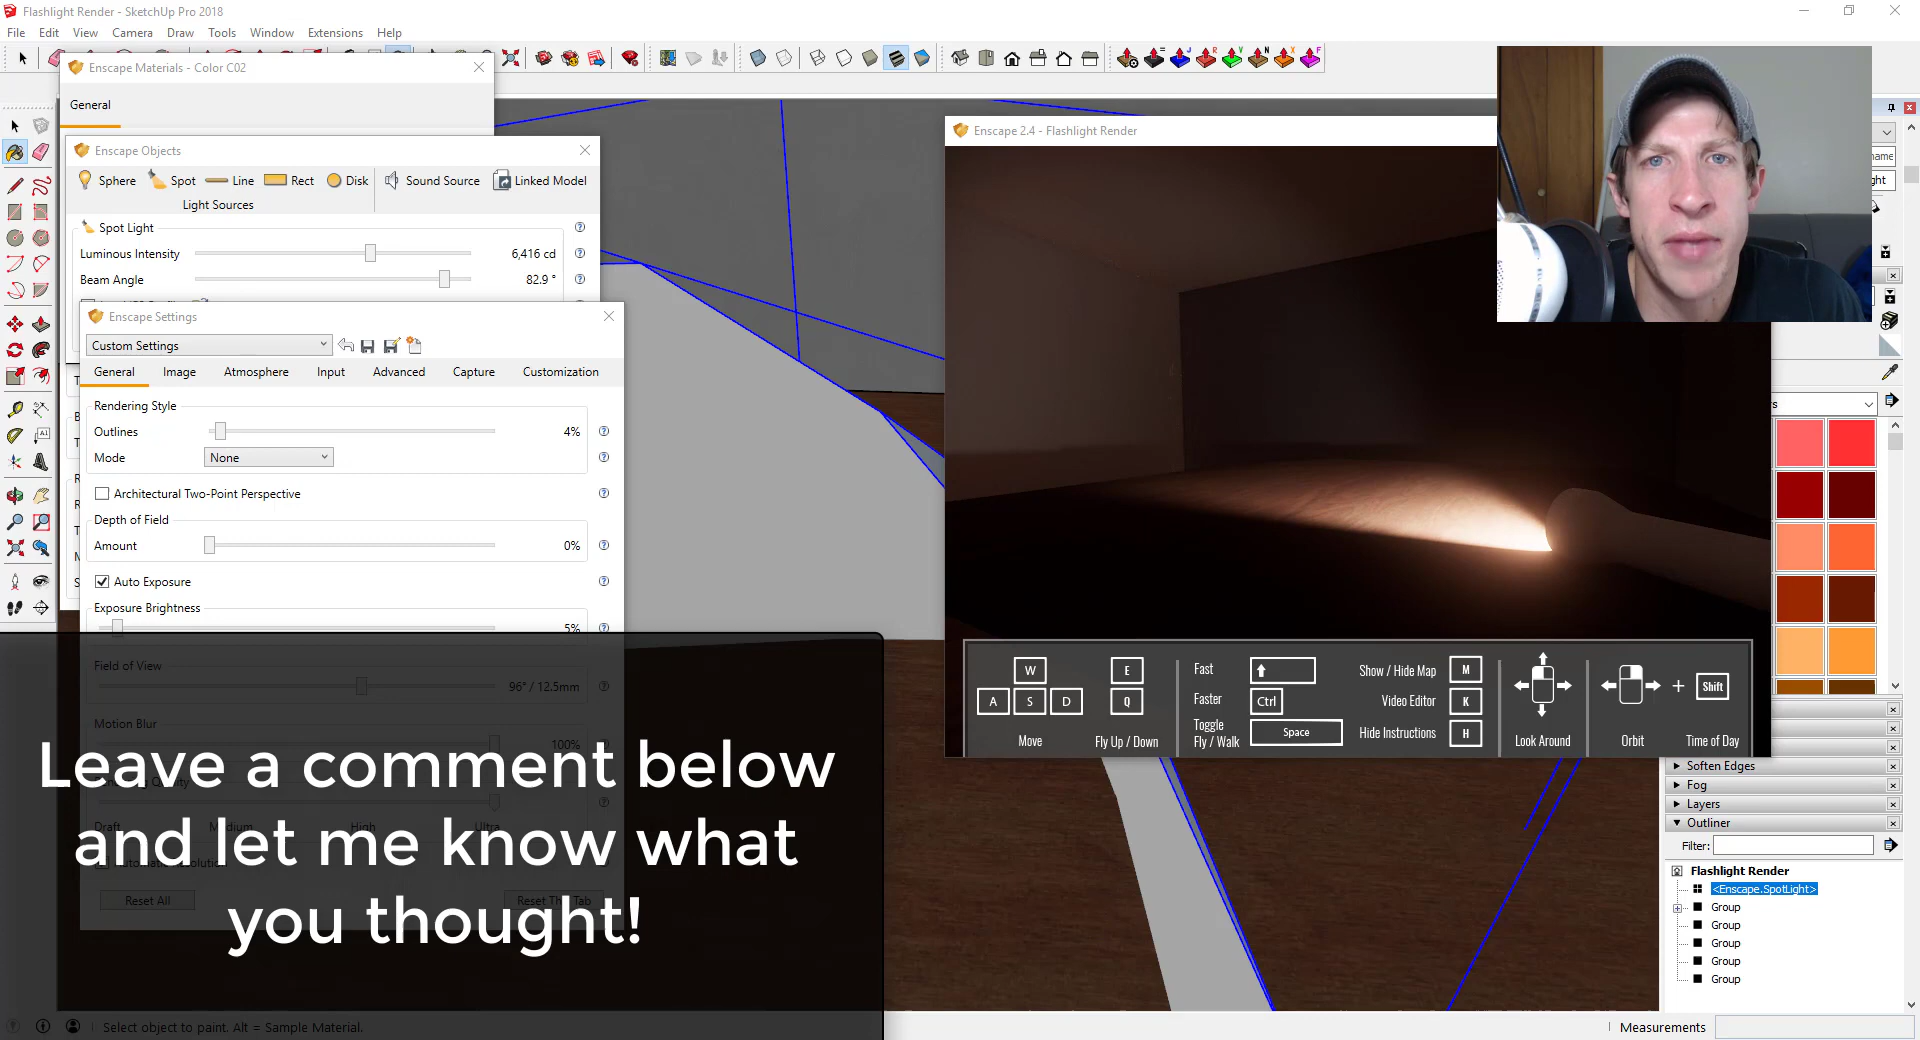 Flashlight Render - SketchUp Pro 2018
File Edit View Camera Draw Tools Window Extensions Help
Enscape Materials - Color C02
General
Enscape Objects
Sphere Spot Line Rect Disk Sound Source Linked Model
Light Sources
Spot Light
Luminous Intensity 6,416 cd
Beam Angle 82.9 °
Enscape Settings
Custom Settings
General Image Atmosphere Input Advanced Capture Customization
Rendering Style
Outlines 4%
Mode None
Architectural Two-Point Perspective
Depth of Field
Amount 0%
Auto Exposure
Exposure Brightness
5%
Field of View
96° / 12.5mm
Motion Blur
100%
Draft Medium High Ultra
Reset All
Leave a comment below
and let me know what
you thought!
Enscape 2.4 - Flashlight Render
W E Fast Show / Hide Map M
A S D Q Faster Ctrl Video Editor K
Shift
Toggle
Fly / Walk Space Hide Instructions H
Move Fly Up / Down Look Around Orbit Time of Day
Soften Edges
Fog
Layers
Outliner
Filter:
Flashlight Render
<Enscape.SpotLight>
Group
Group
Group
Group
Group
Select object to paint. Alt = Sample Material.
Measurements